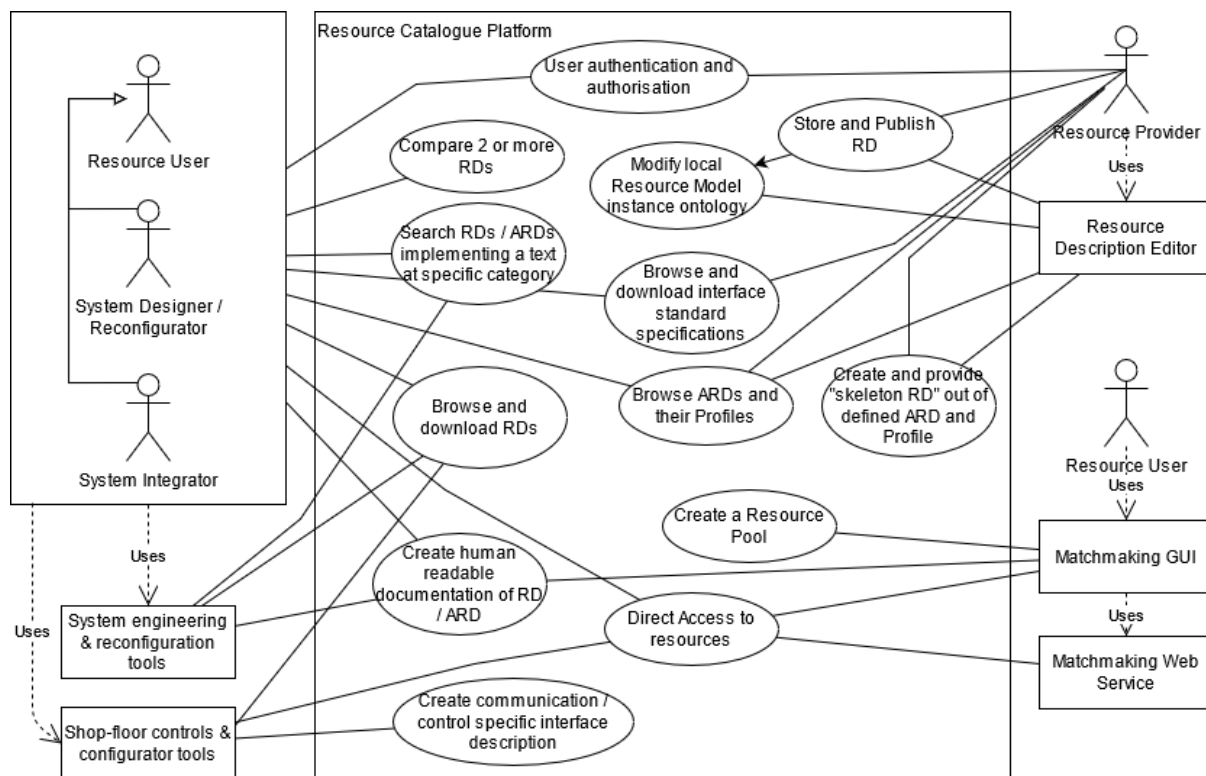 Resource Catalogue Platform
Resource User
System Designer /
Reconfigurator
System Integrator
Uses
Uses
System engineering
& reconfiguration
tools
Shop-floor controls &
configurator tools
User authentication and
authorisation
Compare 2 or more
RDs
Store and Publish
RD
Modify local
Resource Model
instance ontology
Search RDs / ARDs
implementing a text
at specific category
Browse and
download interface
standard
specifications
Browse and
download RDs
Browse ARDs and
their Profiles
Create and provide
"skeleton RD" out of
defined ARD and
Profile
Create a Resource
Pool
Create human
readable
documentation of RD
/ ARD
Direct Access to
resources
Create communication /
control specific interface
description
Resource Provider
Uses
Resource
Description Editor
Resource User
Uses
Matchmaking GUI
Uses
Matchmaking Web
Service